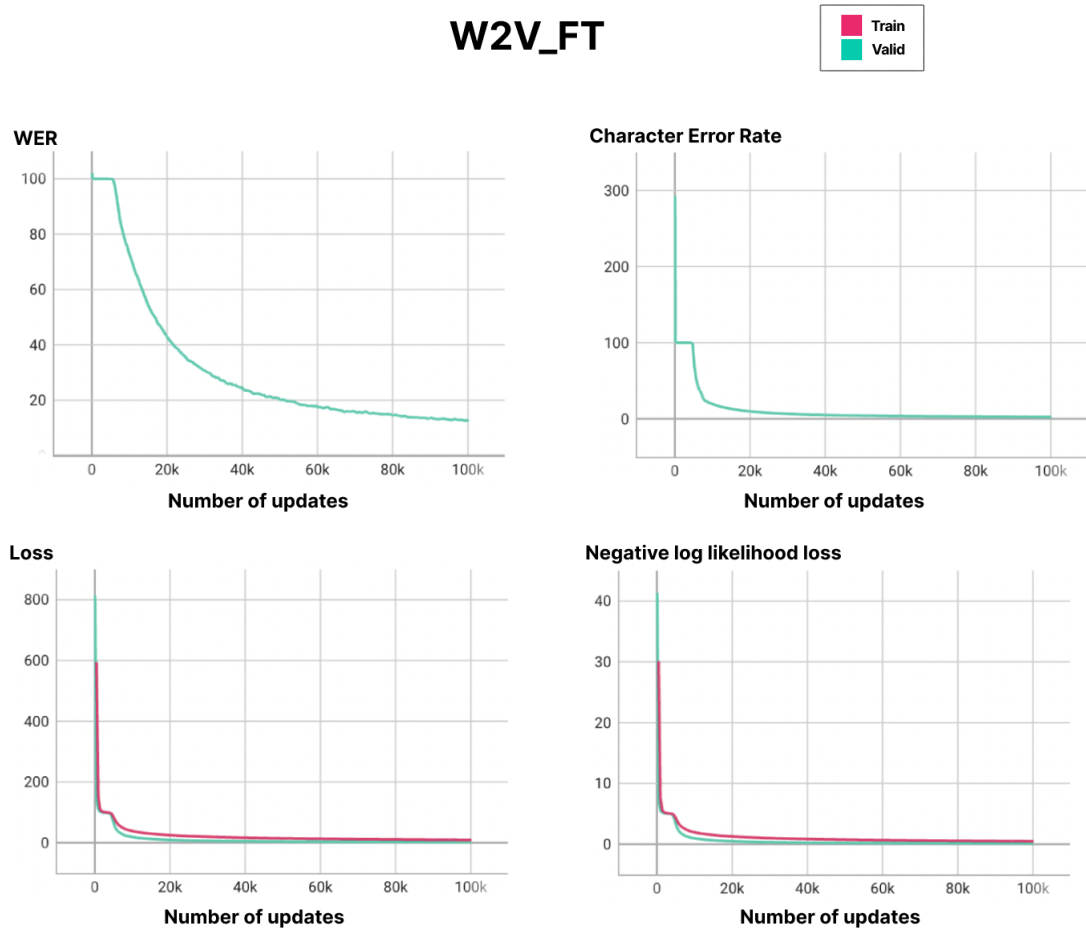 W2V_FT
Train
Valid
WER
100
80
60
40
20
0
0 20k 40k 60k 80k 100k
Number of updates
Character Error Rate
300
200
100
0
0 20k 40k 60k 80k 100k
Number of updates
Loss
800
600
400
200
0
0 20k 40k 60k 80k 100k
Number of updates
Negative log likelihood loss
40
30
20
10
0
0 20k 40k 60k 80k 100k
Number of updates